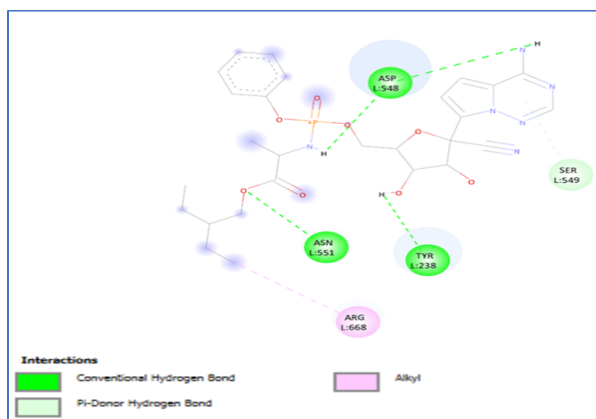 H
ASP
L:548
N
O
N
O
P
O
N
O
N
N
H
N
SER
L:549
O
O
H
O
O
ASN
L:551
TYR
L:238
ARG
L:668
Interactions
Conventional Hydrogen Bond
Alkyl
Pi-Donor Hydrogen Bond